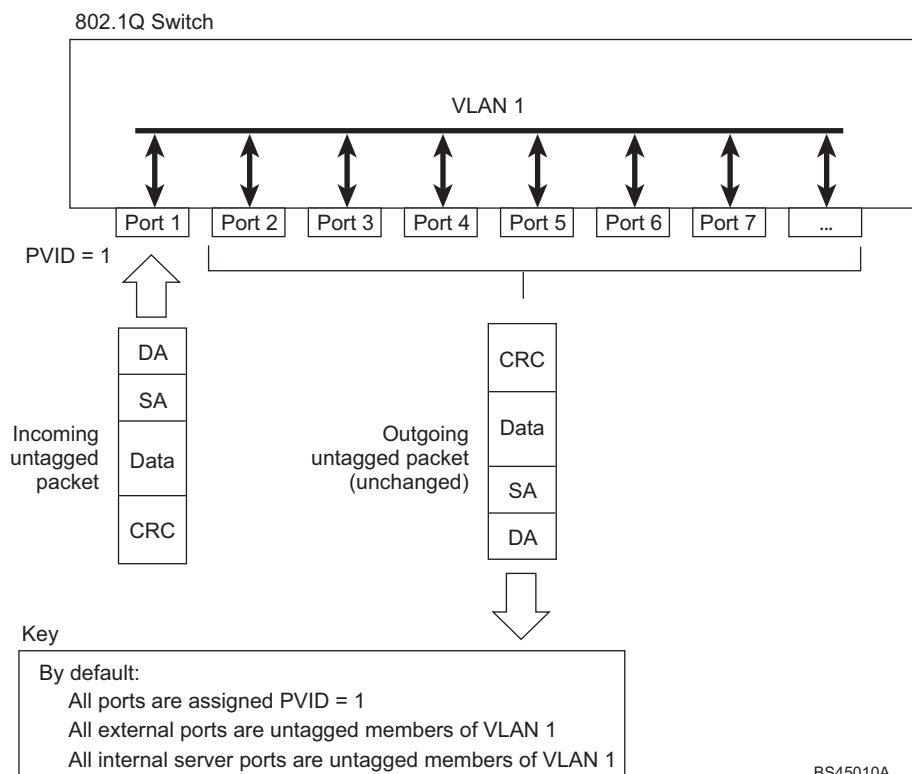 802.1Q Switch
VLAN 1
Port 1
Port 2
Port 3
Port 4
Port 5
Port 6
Port 7
...
PVID = 1
DA
SA
Data
CRC
Incoming
untagged
packet
CRC
Data
SA
DA
Outgoing
untagged packet
(unchanged)
Key
By default:
All ports are assigned PVID = 1
All external ports are untagged members of VLAN 1
All internal server ports are untagged members of VLAN 1
BS45010A